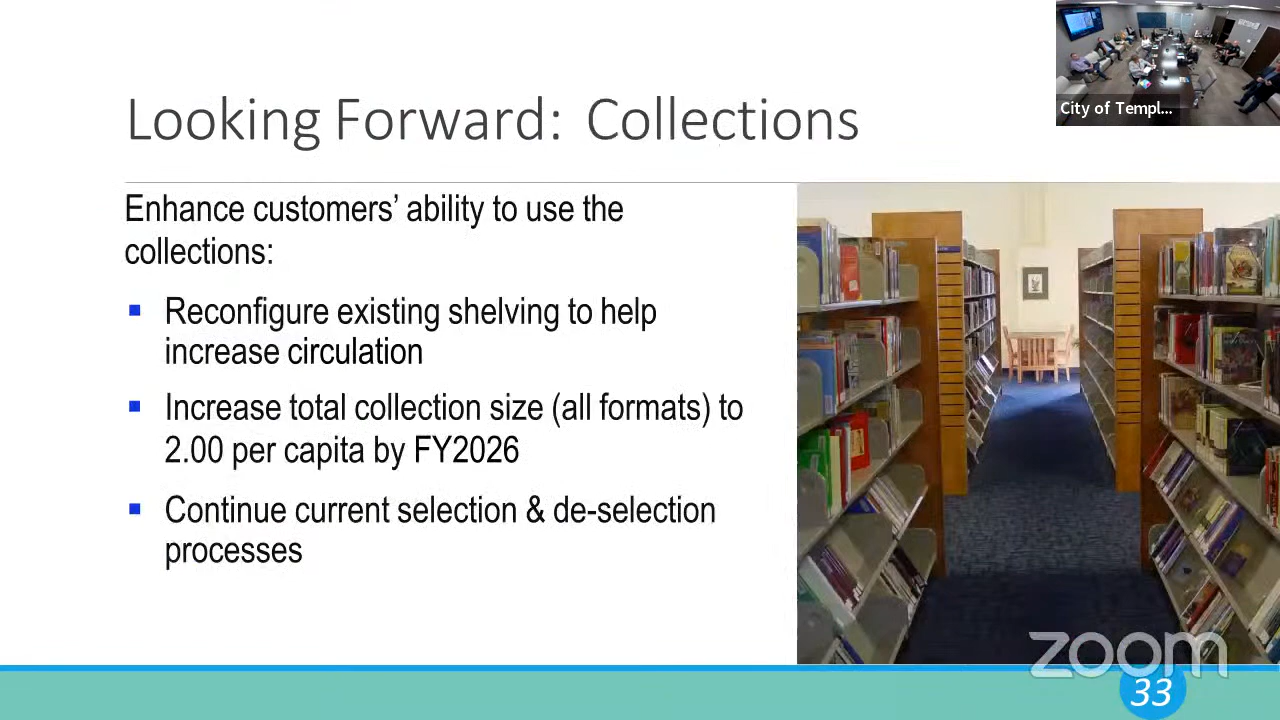 City of Templ...
Looking Forward: Collections
Enhance customers’ ability to use the
collections:
Reconfigure existing shelving to help
increase circulation
Increase total collection size (all formats) to
2.00 per capita by FY2026
Continue current selection & de-selection
processes
zoom
33